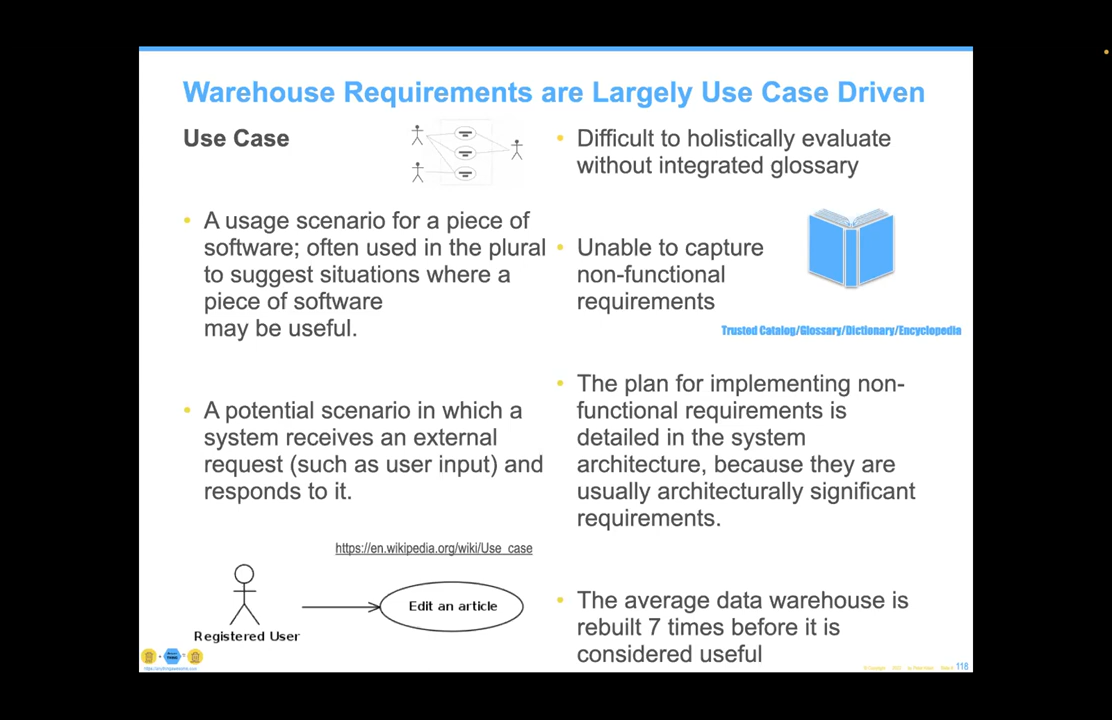 Warehouse Requirements are Largely Use Case Driven
Use Case
• A usage scenario for a piece of
software; often used in the plural
to suggest situations where a
piece of software
may be useful.
• A potential scenario in which a
system receives an external
request (such as user input) and
responds to it.
https://en.wikipedia.org/wiki/Use_case
Edit an article
Registered User
• Difficult to holistically evaluate
without integrated glossary
• Unable to capture
non-functional
requirements
Trusted Catalog/Glossary/Dictionary/Encyclopedia
• The plan for implementing non-
functional requirements is
detailed in the system
architecture, because they are
usually architecturally significant
requirements.
• The average data warehouse is
rebuilt 7 times before it is
considered useful
118